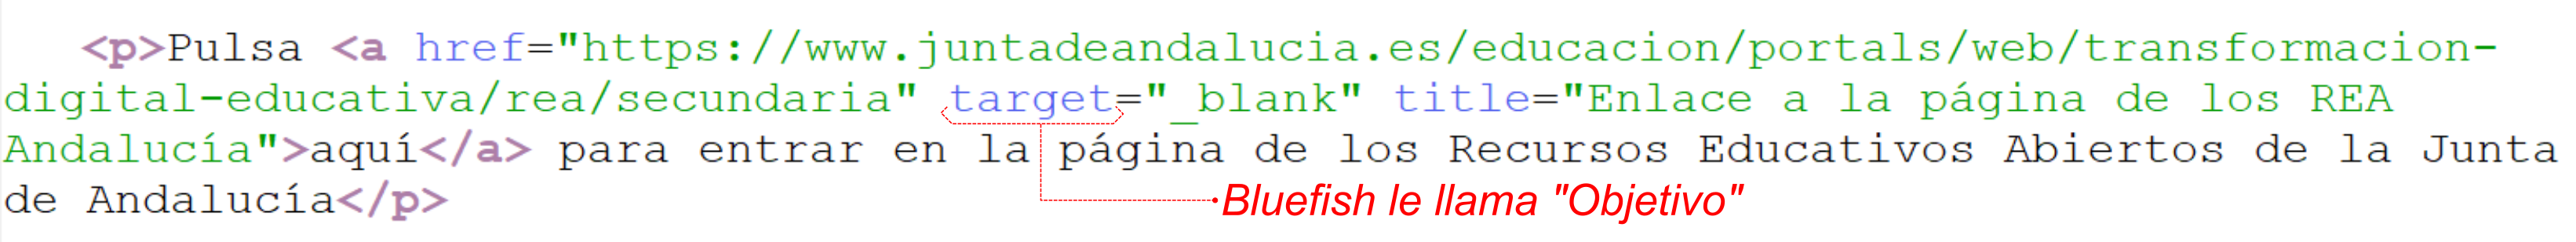 <p>Pulsa <a href="https://www.juntadeandalucia.es/educacion/portals/web/transformacion-
digital-educativa/rea/secundaria" target="_blank" title="Enlace a la página de los REA
Andalucía">aquí</a> para entrar en la página de los Recursos Educativos Abiertos de la Junta
de Andalucía</p>
Bluefish le llama "Objetivo"